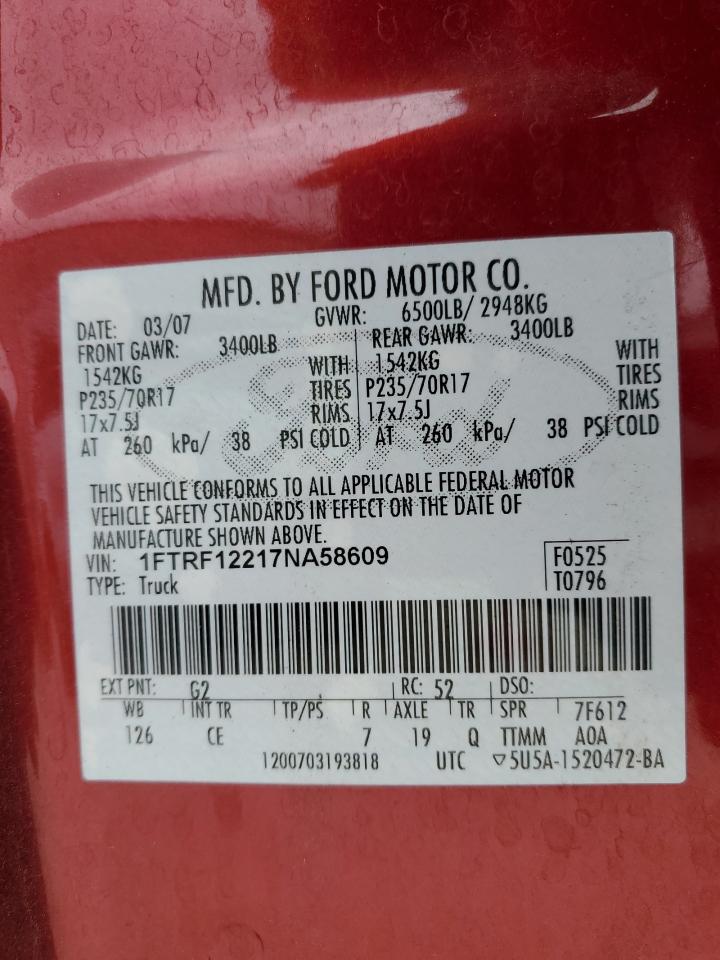 MFD. BY FORD MOTOR CO.
DATE: 03/07 GVWR: 6500LB/ 2948KG
FRONT GAWR: 3400LB REAR GAWR: 3400LB
1542KG WITH 1542KG WITH
P235/70R17 TIRES P235/70R17 TIRES
17x7.5J RIMS 17x7.5J RIMS
AT 260 kPa/ 38 PSI COLD AT 260 kPa/ 38 PSI COLD
Ford
THIS VEHICLE CONFORMS TO ALL APPLICABLE FEDERAL MOTOR
VEHICLE SAFETY STANDARDS IN EFFECT ON THE DATE OF
MANUFACTURE SHOWN ABOVE.
VIN: 1FTRF12217NA58609 F0525
TYPE: Truck T0796
EXT PNT: G2 RC: 52 DSO:
WB INT TR TP/PS R AXLE TR SPR 7F612
126 CE 7 19 Q TTMM AOA
1200703193818 UTC ▽5U5A-1520472-BA